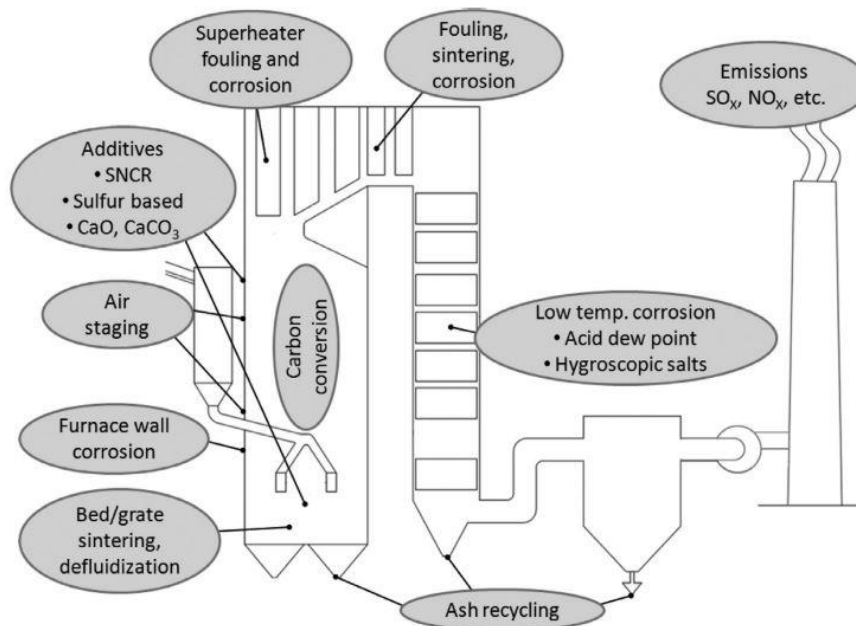 Superheater
fouling and
corrosion
Fouling,
sintering,
corrosion
Emissions
SOₓ, NOₓ, etc.
Additives
• SNCR
• Sulfur based
• CaO, CaCO₃
Air
staging
Carbon
conversion
Low temp. corrosion
• Acid dew point
• Hygroscopic salts
Furnace wall
corrosion
Bed/grate
sintering,
defluidization
Ash recycling